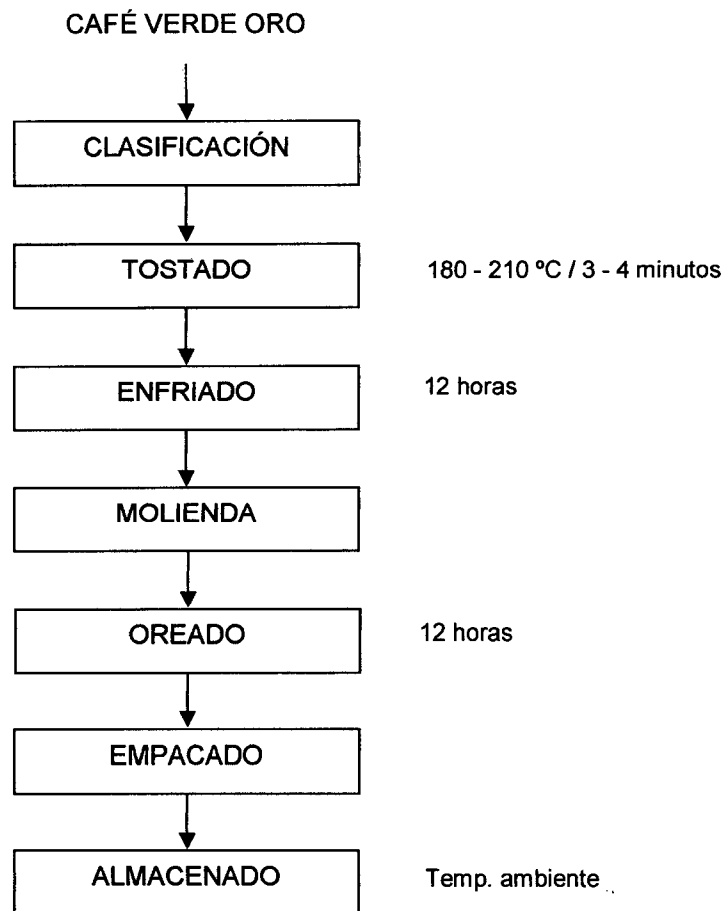 CAFÉ VERDE ORO
CLASIFICACIÓN
TOSTADO
180 - 210 ºC / 3 - 4 minutos
ENFRIADO
12 horas
MOLIENDA
OREADO
12 horas
EMPACADO
ALMACENADO
Temp. ambiente